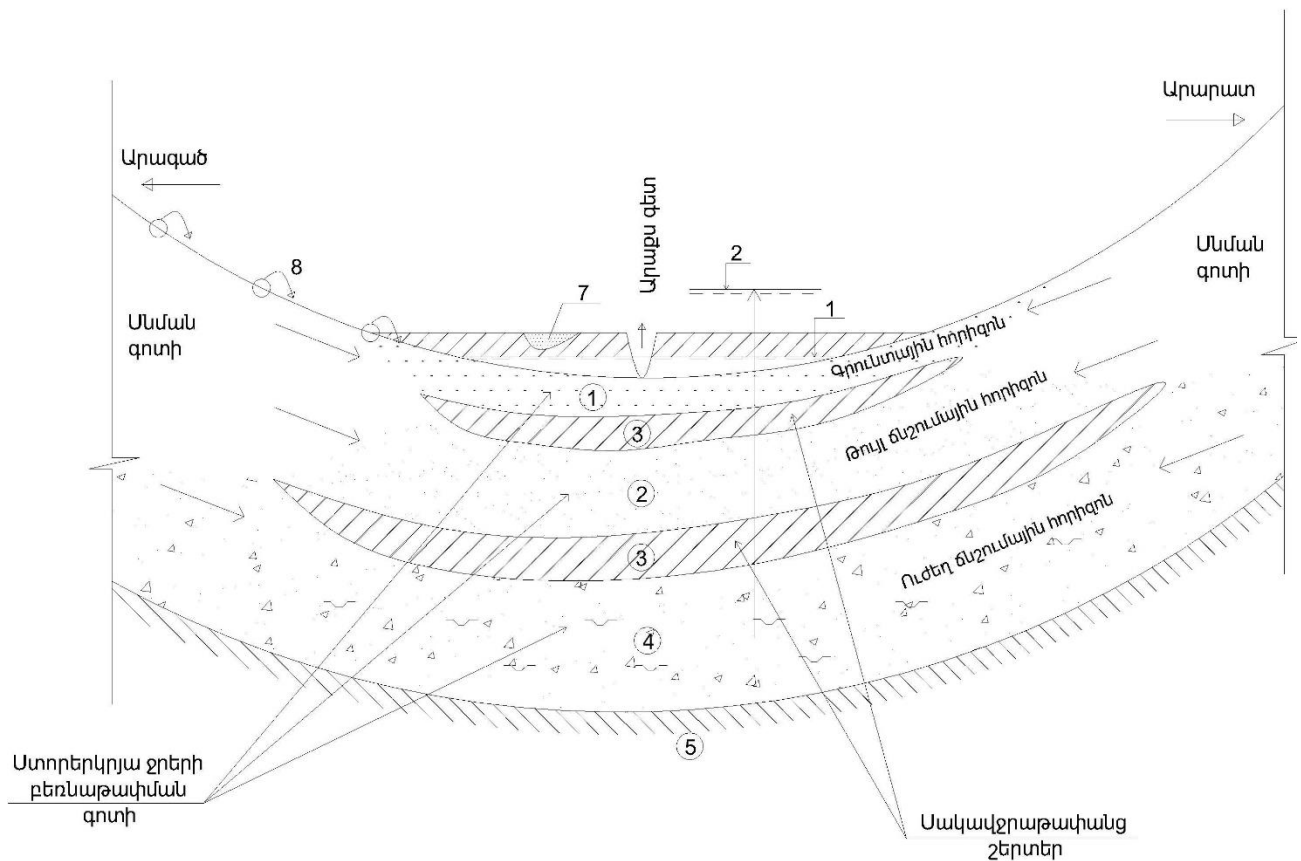 Արարատ
Արագած
Արաքս գետ
2
Սնման
գոտի
8
7
1
Սնման
գոտի
Գրունտային հորիզոն
1
3
Թույլ ճնշումային հորիզոն
2
3
Ուժեղ ճնշումային հորիզոն
4
5
Ստորերկրյա ջրերի
բեռնաթափման
գոտի
Սակավջրաթափանց
շերտեր